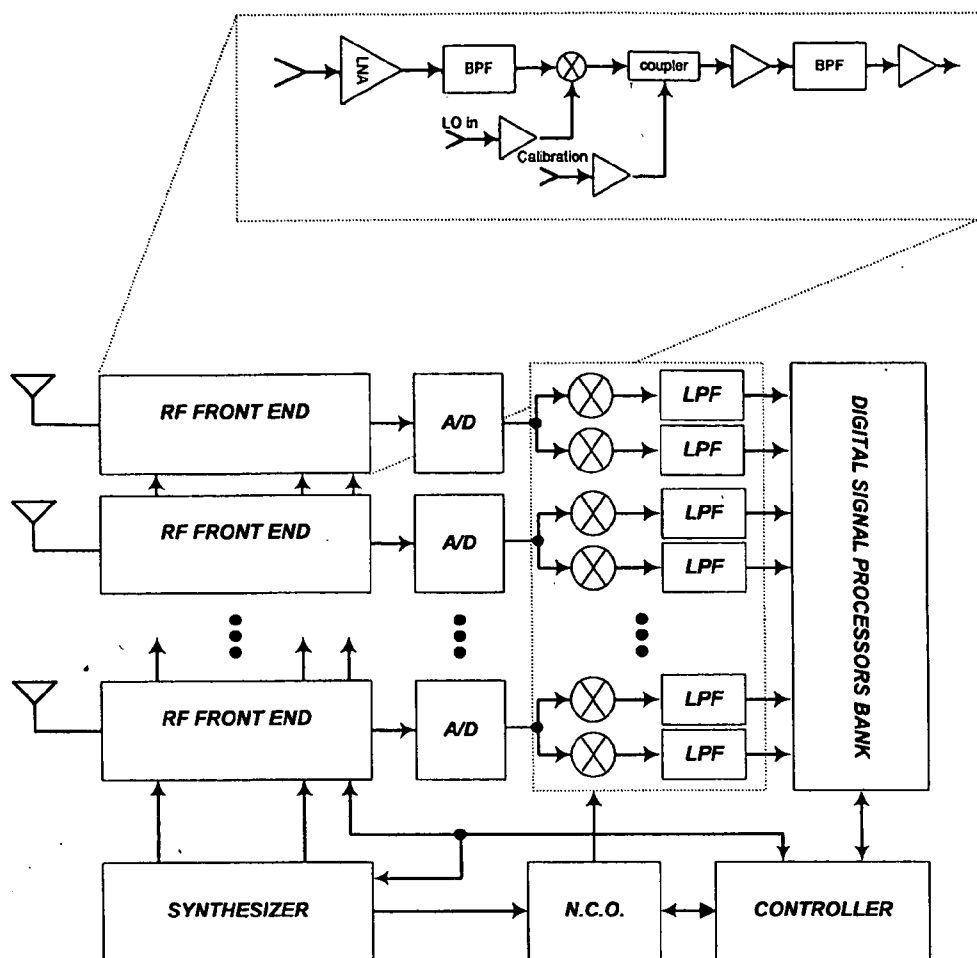 LNA
BPF
coupler
BPF
LO in
Calibration
RF FRONT END
A/D
LPF
LPF
RF FRONT END
A/D
LPF
LPF
RF FRONT END
A/D
LPF
LPF
DIGITAL SIGNAL PROCESSORS BANK
SYNTHESIZER
N.C.O.
CONTROLLER